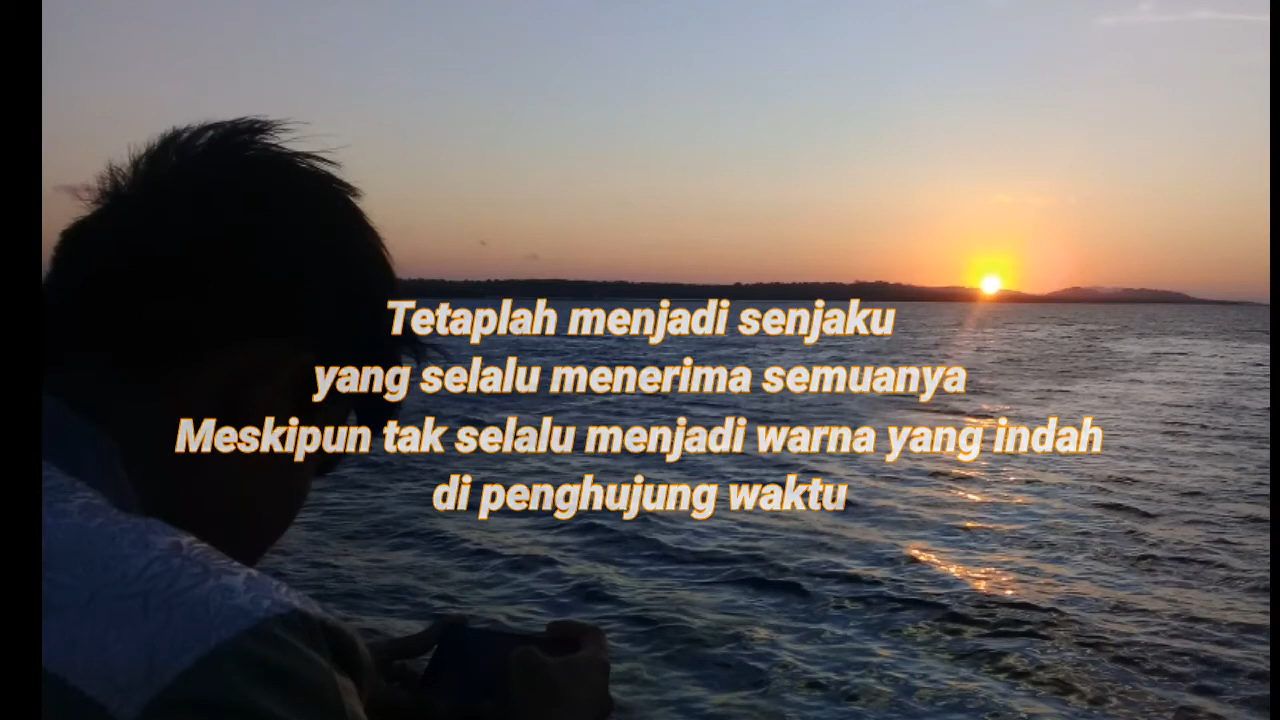 Tetaplah menjadi senjaku
yang selalu menerima semuanya
Meskipun tak selalu menjadi warna yang indah
di penghujung waktu